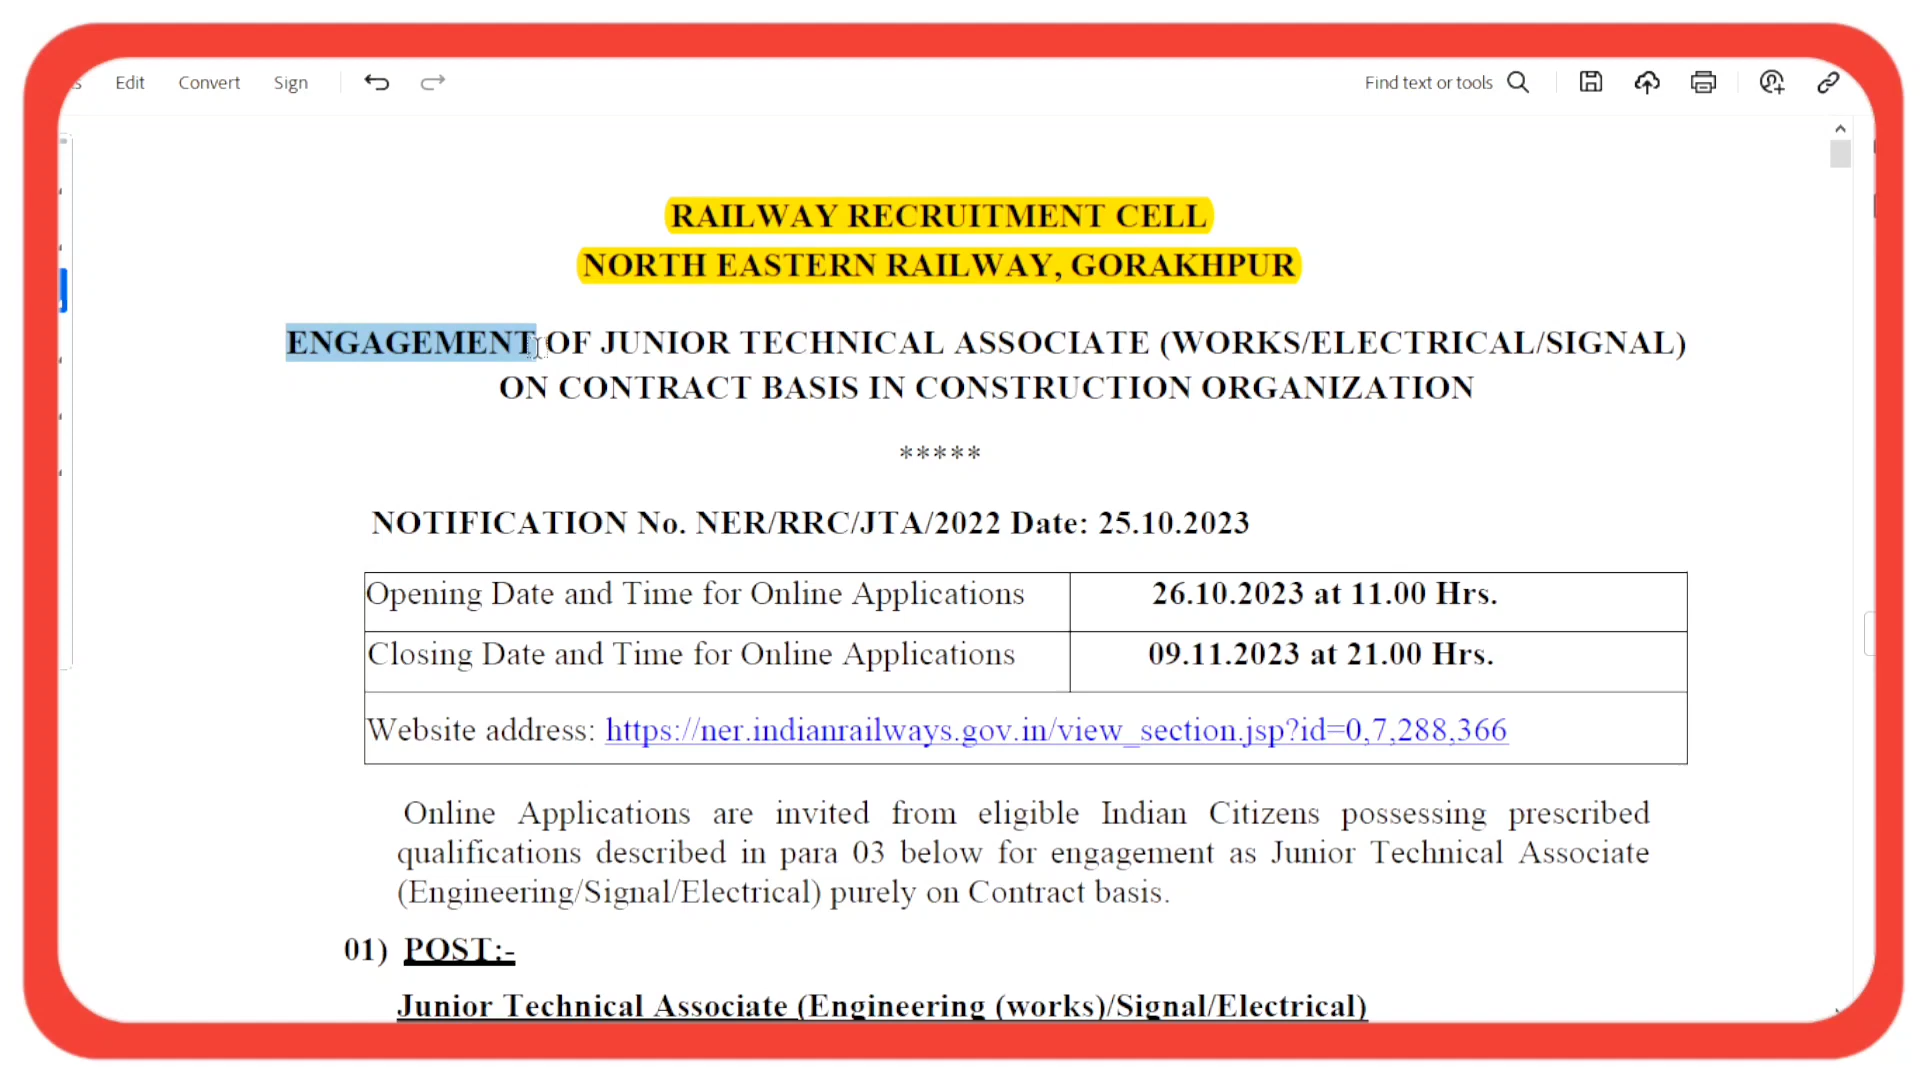 Edit Convert Sign Find text or tools
RAILWAY RECRUITMENT CELL
NORTH EASTERN RAILWAY, GORAKHPUR
ENGAGEMENT OF JUNIOR TECHNICAL ASSOCIATE (WORKS/ELECTRICAL/SIGNAL)
ON CONTRACT BASIS IN CONSTRUCTION ORGANIZATION
*****
NOTIFICATION No. NER/RRC/JTA/2022 Date: 25.10.2023
Opening Date and Time for Online Applications 26.10.2023 at 11.00 Hrs.
Closing Date and Time for Online Applications 09.11.2023 at 21.00 Hrs.
Website address: https://ner.indianrailways.gov.in/view_section.jsp?id=0,7,288,366
Online Applications are invited from eligible Indian Citizens possessing prescribed
qualifications described in para 03 below for engagement as Junior Technical Associate
(Engineering/Signal/Electrical) purely on Contract basis.
01) POST:-
Junior Technical Associate (Engineering (works)/Signal/Electrical)